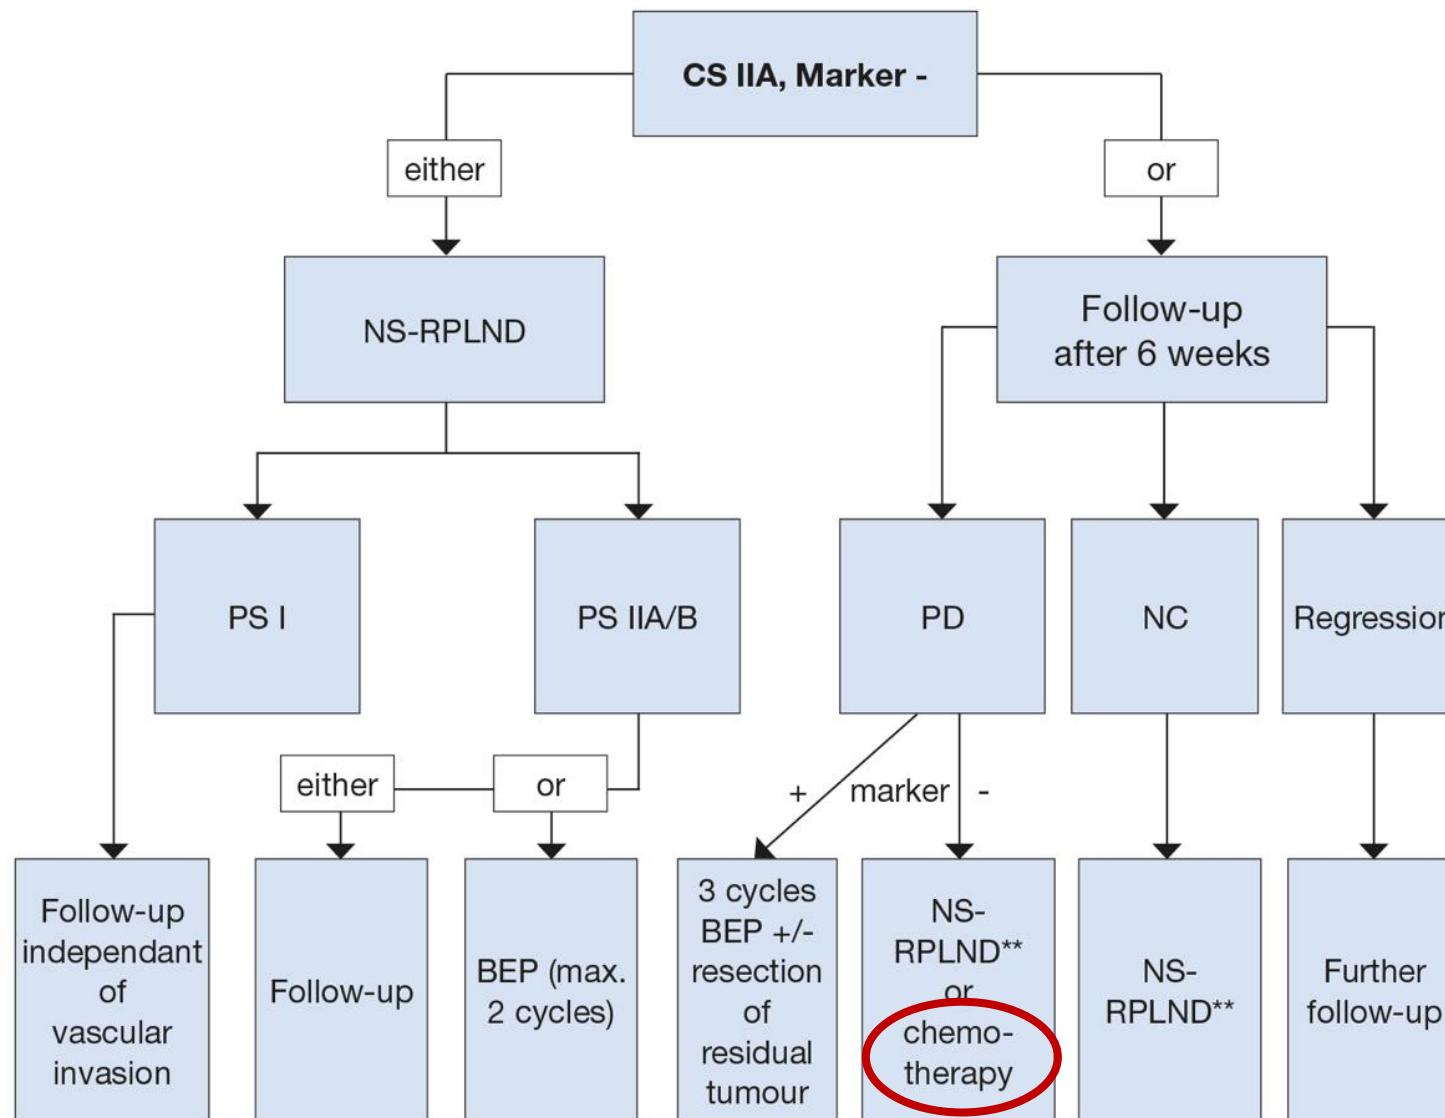 CS IIA, Marker -
either
or
NS-RPLND
Follow-up
after 6 weeks
PS I
PS IIA/B
PD
NC
Regression
either
or
+ marker -
Follow-up
independant
of
vascular
invasion
Follow-up
BEP (max.
2 cycles)
3 cycles
BEP +/-
resection
of
residual
tumour
NS-
RPLND**
or
chemo-
therapy
NS-
RPLND**
Further
follow-up